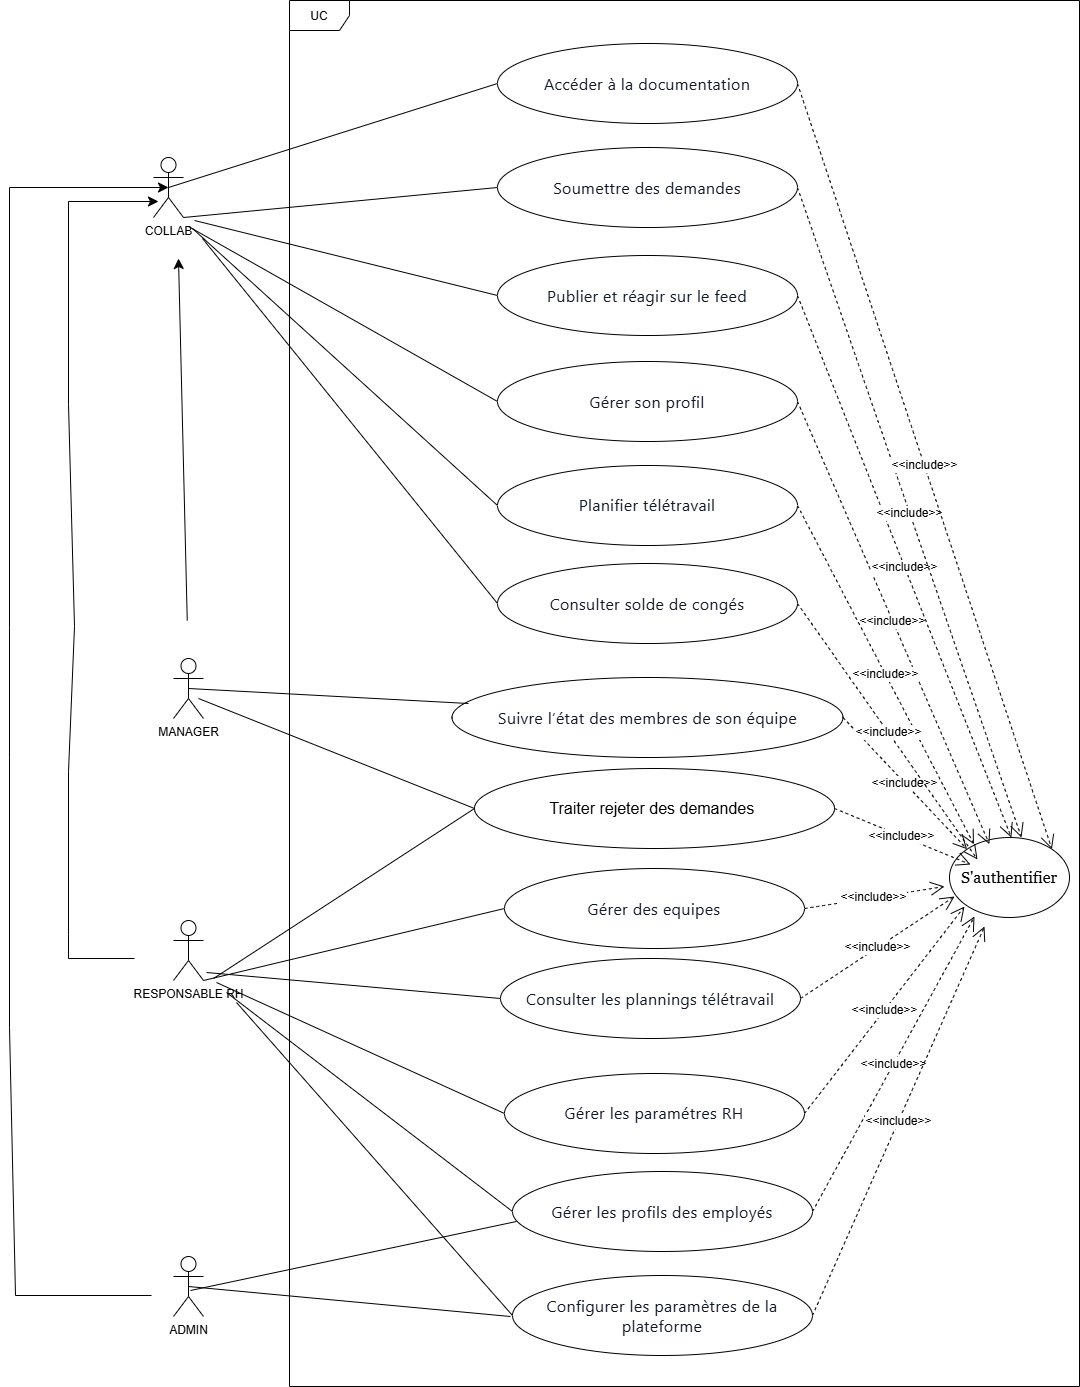 UC
Accéder à la documentation
Soumettre des demandes
COLLAB
Publier et réagir sur le feed
Gérer son profil
<<include>>
Planifier télétravail
<<include>>
<<include>>
Consulter solde de congés
<<include>>
<<include>>
Suivre l'état des membres de son équipe
MANAGER
<<include>>
<<include>>
Traiter rejeter des demandes
<<include>>
S'authentifier
<<include>>
Gérer des equipes
<<include>>
RESPONSABLE RH
Consulter les plannings télétravail
<<include>>
<<include>>
Gérer les paramétres RH
<<include>>
Gérer les profils des employés
Configurer les paramètres de la
plateforme
ADMIN